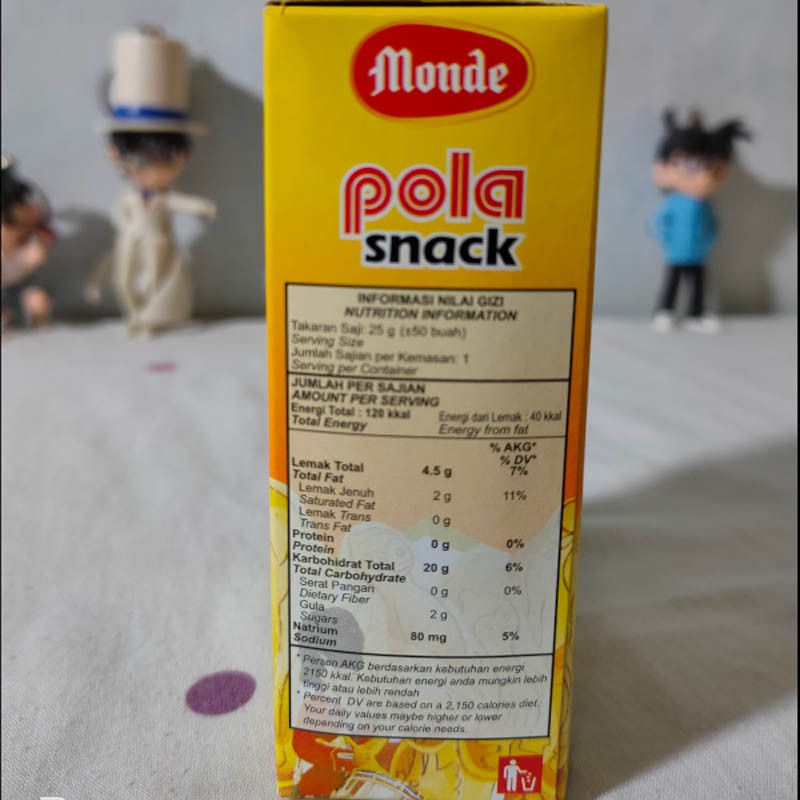 Monde
pola
snack
INFORMASI NILAI GIZI
NUTRITION INFORMATION
Takaran Saji: 25 g (±50 buah)
Serving Size
Jumlah Sajian per Kemasan: 1
Serving per Container
JUMLAH PER SAJIAN
AMOUNT PER SERVING
Energi Total : 120 kkal Energi dari Lemak : 40 kkal
Total Energy Energy from fat
% AKG*
% DV*
Lemak Total 4.5 g 7%
Total Fat
Lemak Jenuh 2 g 11%
Saturated Fat
Lemak Trans 0 g
Trans Fat
Protein 0 g 0%
Protein
Karbohidrat Total 20 g 6%
Total Carbohydrate
Serat Pangan 0 g 0%
Dietary Fiber
Gula 2 g
Sugars
Natrium 80 mg 5%
Sodium
* Persen AKG berdasarkan kebutuhan energi
2150 kkal. Kebutuhan energi anda mungkin lebih
tinggi atau lebih rendah
* Percent DV are based on a 2,150 calories diet.
Your daily values maybe higher or lower
depending on your calorie needs.